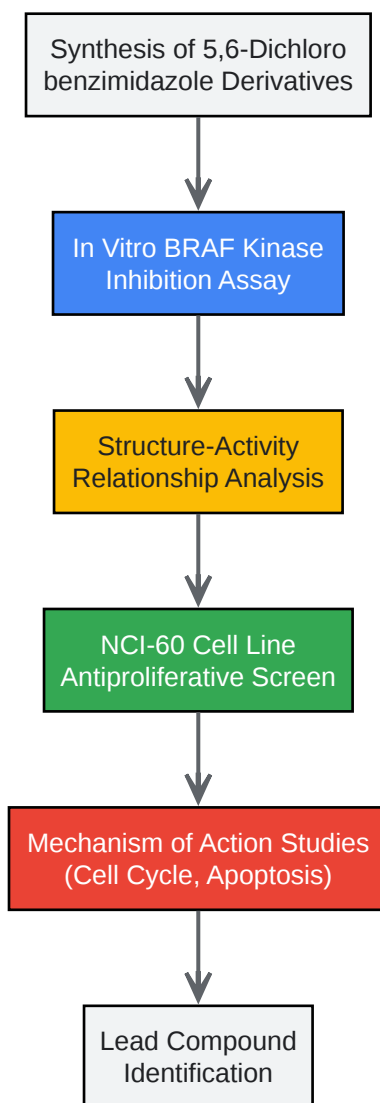 Synthesis of 5,6-Dichloro
benzimidazole Derivatives
In Vitro BRAF Kinase
Inhibition Assay
Structure-Activity
Relationship Analysis
NCI-60 Cell Line
Antiproliferative Screen
Mechanism of Action Studies
(Cell Cycle, Apoptosis)
Lead Compound
Identification